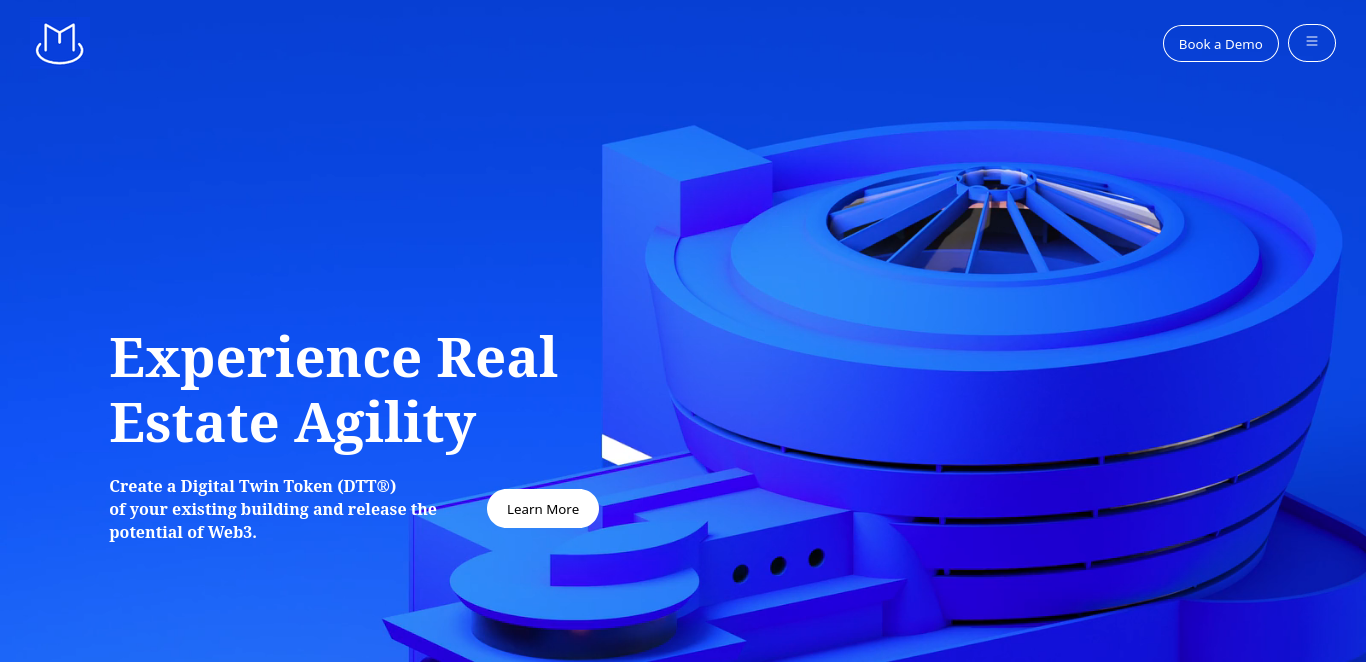 Book a Demo
Experience Real
Estate Agility
Create a Digital Twin Token (DTT®)
of your existing building and release the
potential of Web3.
Learn More